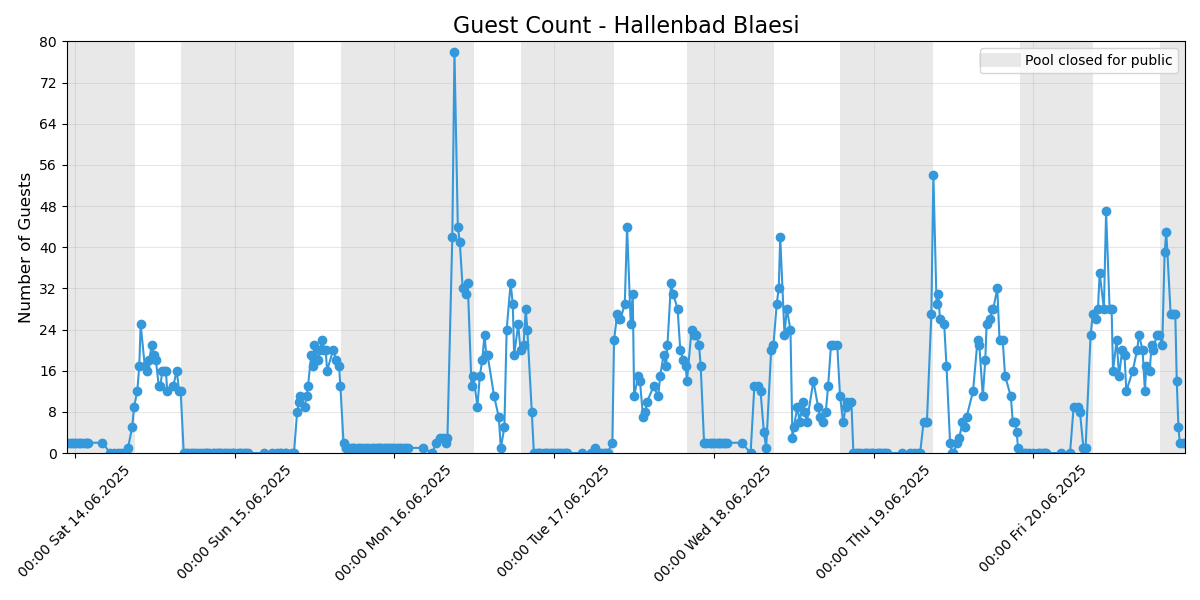 Guest Count - Hallenbad Blaesi
Pool closed for public
Number of Guests
80
72
64
56
48
40
32
24
16
8
0
00:00 Sat 14.06.2025
00:00 Sun 15.06.2025
00:00 Mon 16.06.2025
00:00 Tue 17.06.2025
00:00 Wed 18.06.2025
00:00 Thu 19.06.2025
00:00 Fri 20.06.2025